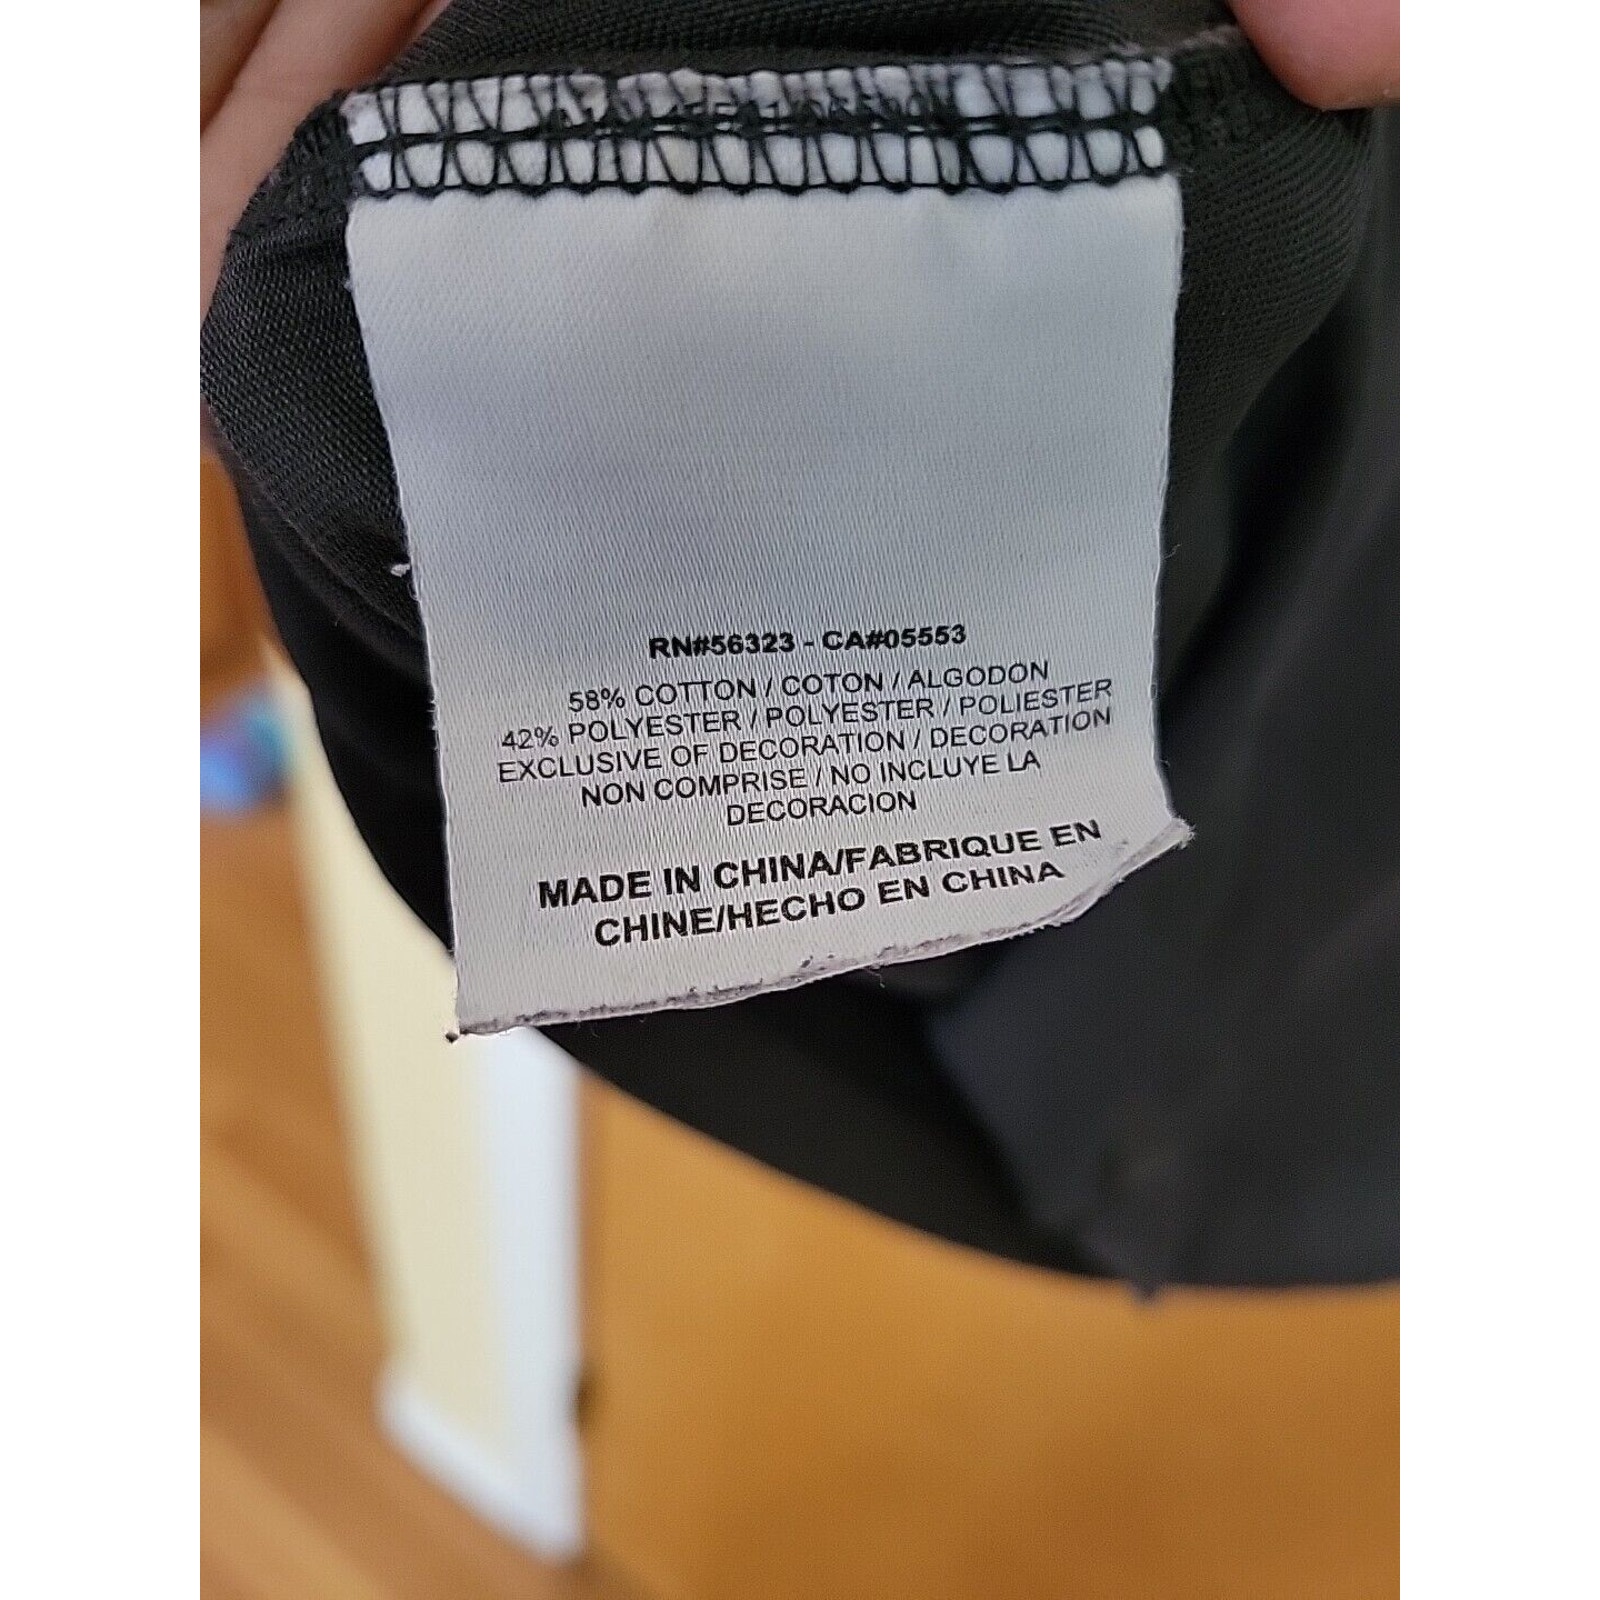 RN#56323 - CA#05553
58% COTTON / COTON / ALGODON
42% POLYESTER / POLYESTER / POLIESTER
EXCLUSIVE OF DECORATION / DECORATION
NON COMPRISE / NO INCLUYE LA
DECORACION
MADE IN CHINA/FABRIQUE EN
CHINE/HECHO EN CHINA